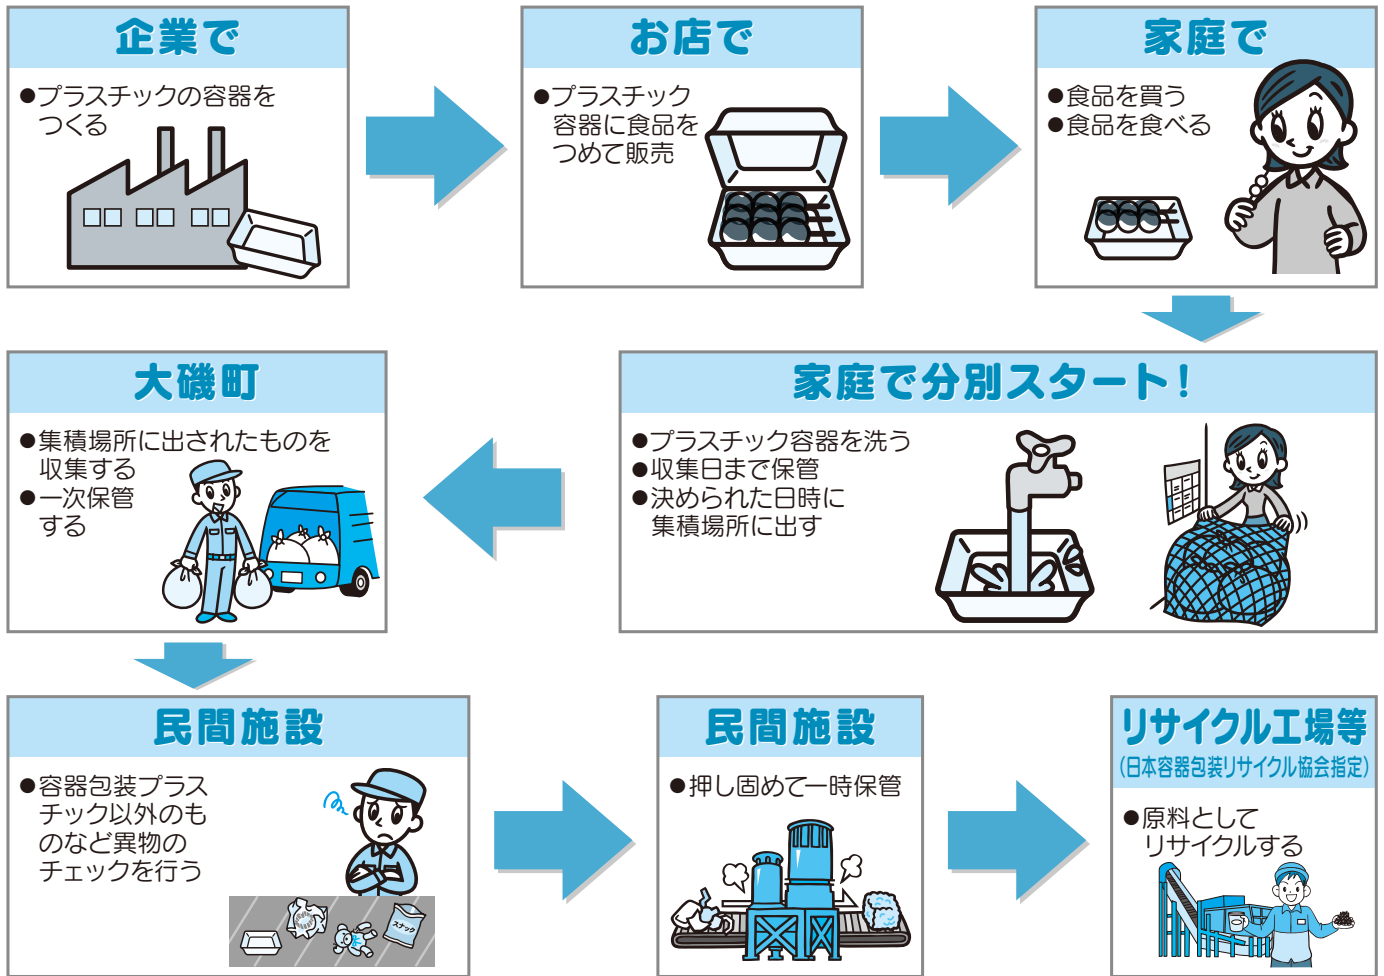 企業で
●プラスチックの容器を
つくる
お店で
●プラスチック
容器に食品を
つめて販売
家庭で
●食品を買う
●食品を食べる
家庭で分別スタート!
●プラスチック容器を洗う
●収集日まで保管
●決められた日時に
集積場所に出す
大磯町
●集積場所に出されたものを
収集する
●一次保管
する
民間施設
●容器包装プラス
チック以外のも
のなど異物の
チェックを行う
スナック
民間施設
●押し固めて一時保管
リサイクル工場等
(日本容器包装リサイクル協会指定)
●原料として
リサイクルする